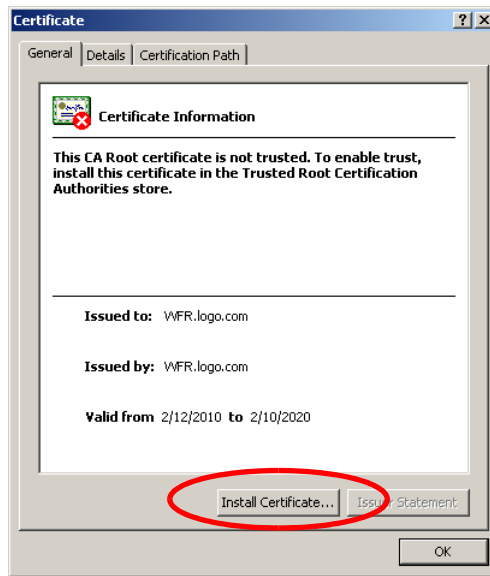 Certificate
General Details Certification Path
Certificate Information
This CA Root certificate is not trusted. To enable trust,
install this certificate in the Trusted Root Certification
Authorities store.
Issued to: WFR.logo.com
Issued by: WFR.logo.com
Valid from 2/12/2010 to 2/10/2020
Install Certificate... Issuer Statement
OK